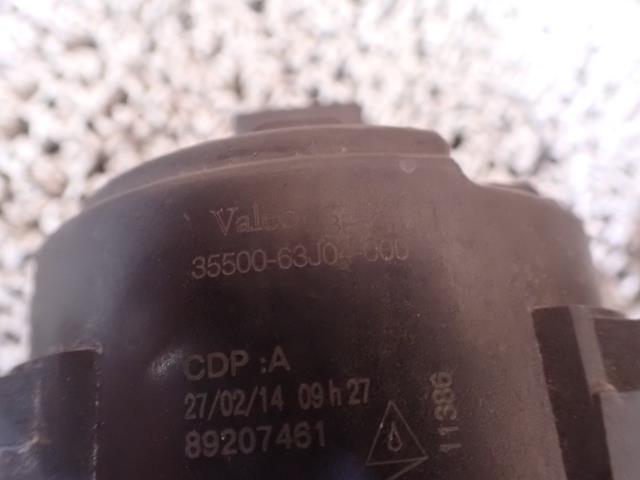 Valeo
35500-63J0
CDP :A
27/02/14 09 h 27
89207461
11386